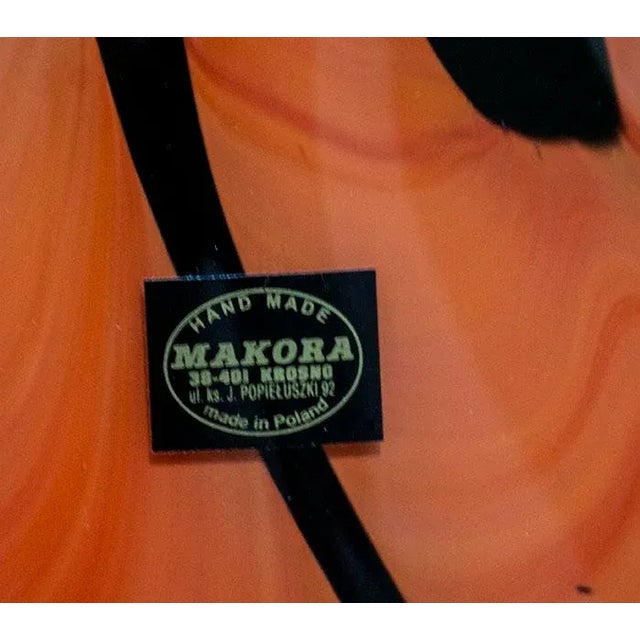 HAND MADE
MAKORA
38-401 KROSNO
ul. ks. J. POPIEŁUSZKI 92
made in Poland